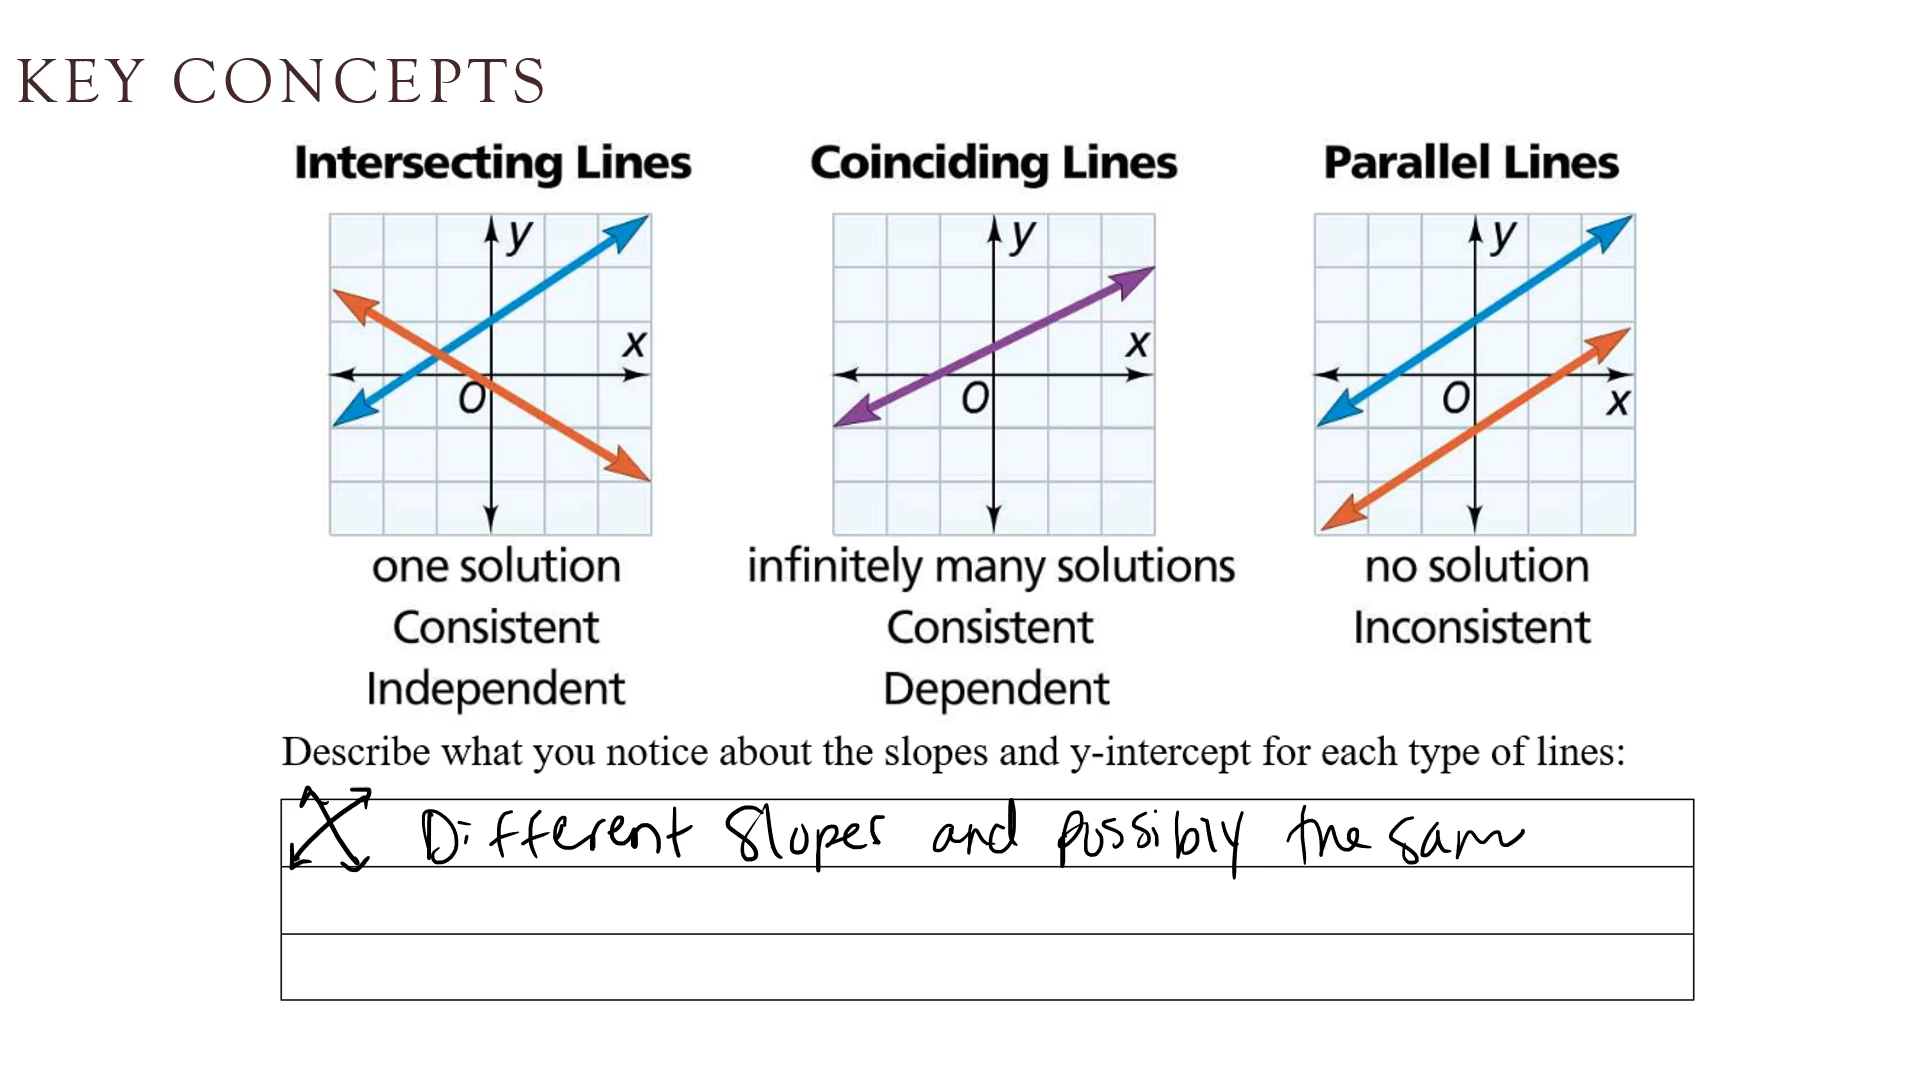 KEY CONCEPTS
Intersecting Lines Coinciding Lines Parallel Lines
y y y
x x
O O O x
one solution infinitely many solutions no solution
Consistent Consistent Inconsistent
Independent Dependent
Describe what you notice about the slopes and y-intercept for each type of lines:
Different slopes and possibly the sam